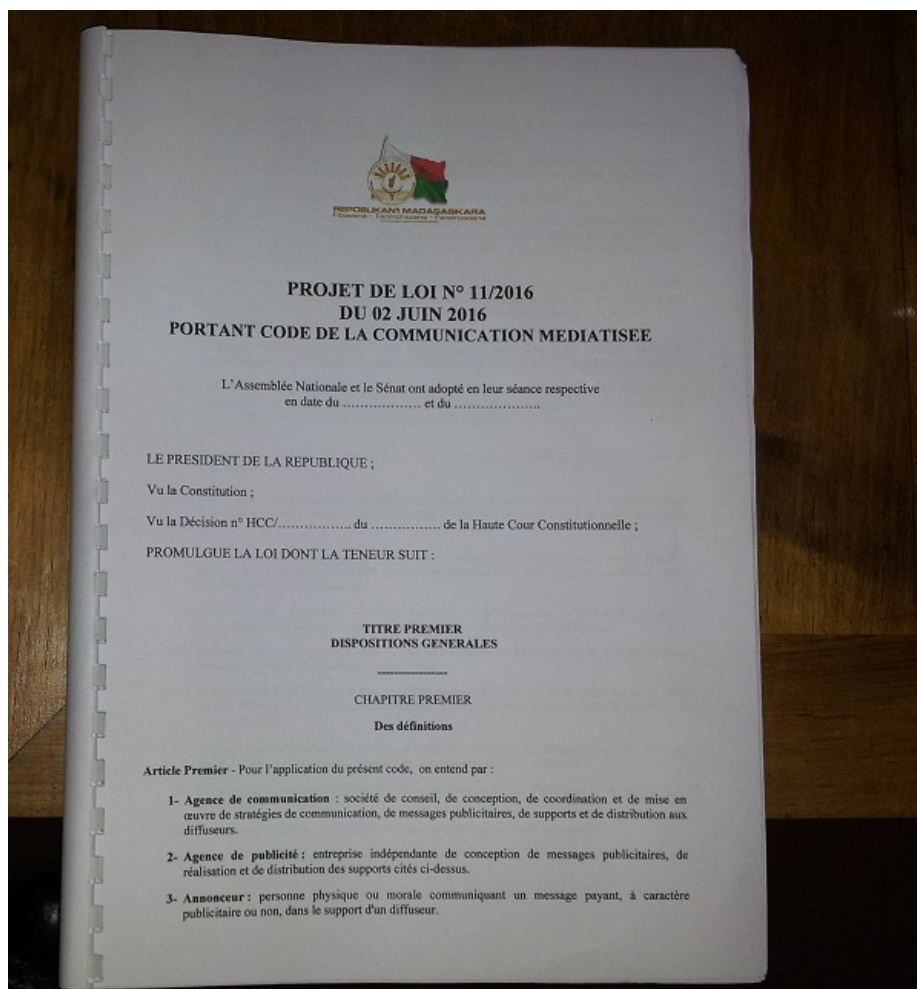 REPOBLIKAN'I MADAGASIKARA
Fitiavana - Tanindrazana - Fandrosoana
PROJET DE LOI N° 11/2016
DU 02 JUIN 2016
PORTANT CODE DE LA COMMUNICATION MEDIATISEE
L'Assemblée Nationale et le Sénat ont adopté en leur séance respective
en date du .................. et du ....................
LE PRESIDENT DE LA REPUBLIQUE ;
Vu la Constitution ;
Vu la Décision n° HCC/................. du ................ de la Haute Cour Constitutionnelle ;
PROMULGUE LA LOI DONT LA TENEUR SUIT :
TITRE PREMIER
DISPOSITIONS GENERALES
CHAPITRE PREMIER
Des définitions
Article Premier - Pour l'application du présent code, on entend par :
1- Agence de communication : société de conseil, de conception, de coordination et de mise en
œuvre de stratégies de communication, de messages publicitaires, de supports et de distribution aux
diffuseurs.
2- Agence de publicité : entreprise indépendante de conception de messages publicitaires, de
réalisation et de distribution des supports cités ci-dessus.
3- Annonceur : personne physique ou morale communiquant un message payant, à caractère
publicitaire ou non, dans le support d'un diffuseur.